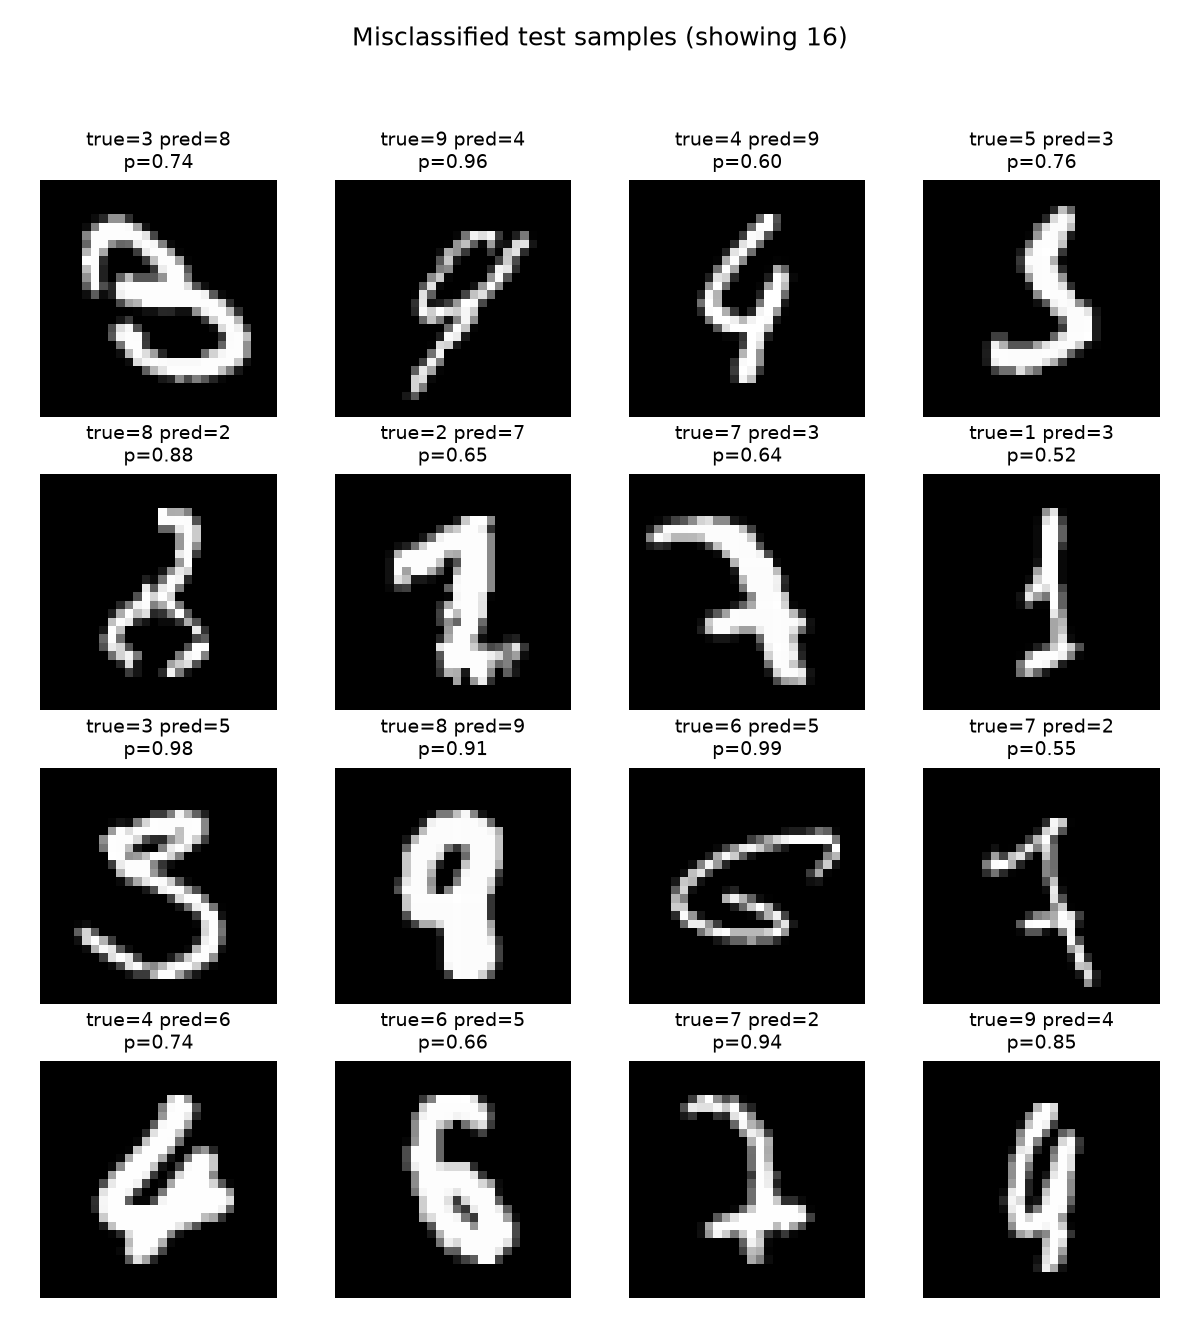 Misclassified test samples (showing 16)
true=3 pred=8
p=0.74
true=9 pred=4
p=0.96
true=4 pred=9
p=0.60
true=5 pred=3
p=0.76
true=8 pred=2
p=0.88
true=2 pred=7
p=0.65
true=7 pred=3
p=0.64
true=1 pred=3
p=0.52
true=3 pred=5
p=0.98
true=8 pred=9
p=0.91
true=6 pred=5
p=0.99
true=7 pred=2
p=0.55
true=4 pred=6
p=0.74
true=6 pred=5
p=0.66
true=7 pred=2
p=0.94
true=9 pred=4
p=0.85